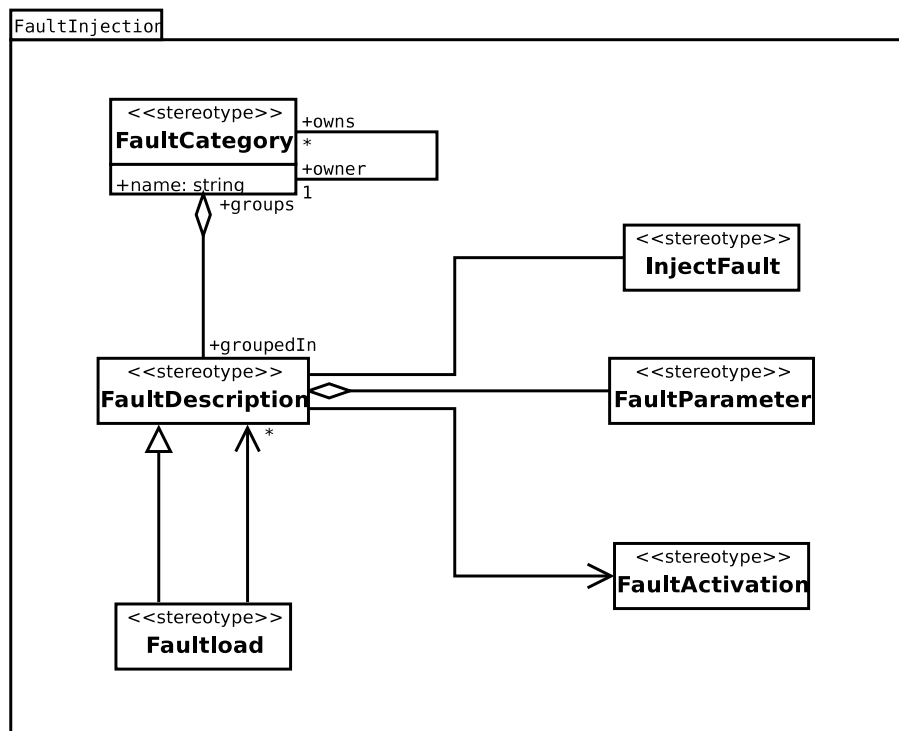 FaultInjection
<<stereotype>>
FaultCategory
+name: string
+owns
*
+owner
1
+groups
<<stereotype>>
InjectFault
+groupedIn
<<stereotype>>
FaultDescription
<<stereotype>>
FaultParameter
*
<<stereotype>>
FaultActivation
<<stereotype>>
Faultload